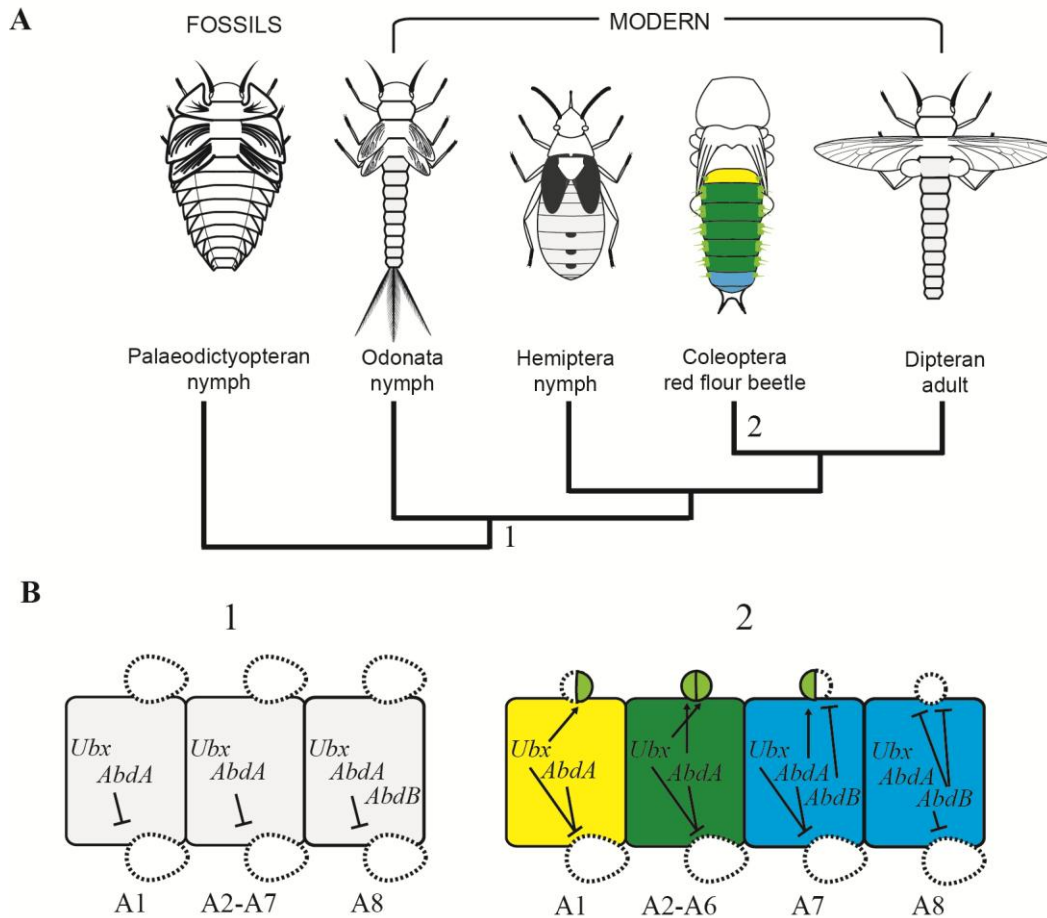 A
FOSSILS
MODERN
Palaeodictyopteran
nymph
Odonata
nymph
Hemiptera
nymph
Coleoptera
red flour beetle
Dipteran
adult
2
1
B
1
2
Ubx
AbdA
Ubx
AbdA
Ubx
AbdA
AbdB
Ubx
AbdA
Ubx
AbdA
Ubx
AbdA
AbdB
Ubx
AbdA
AbdB
A1
A2-A7
A8
A1
A2-A6
A7
A8